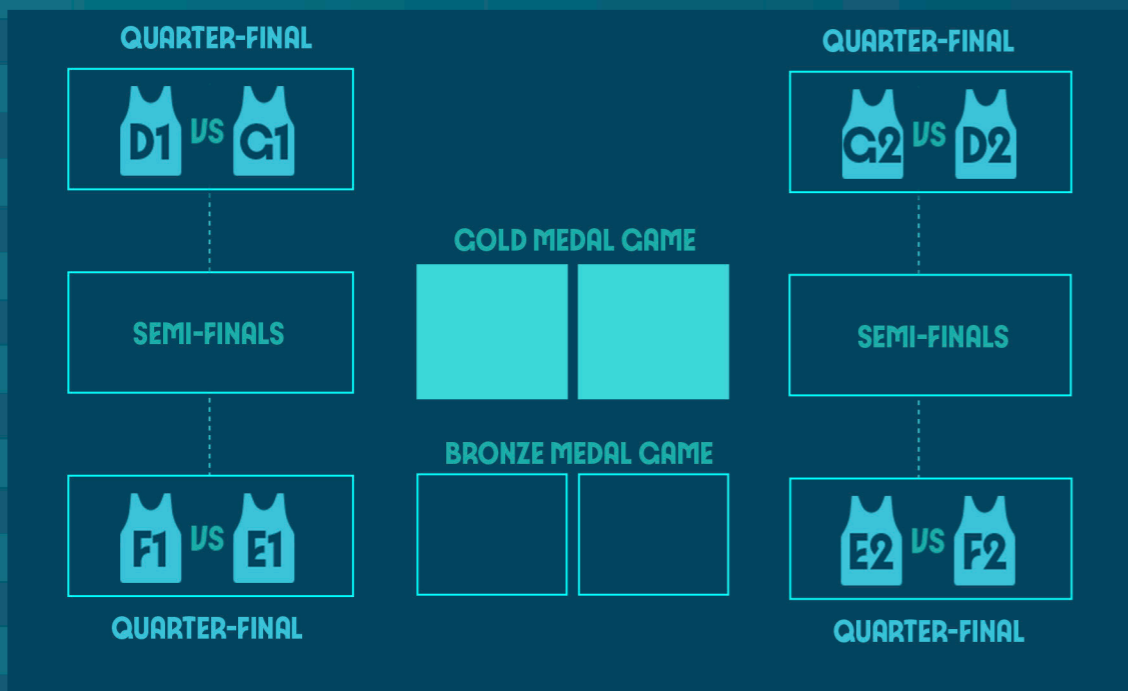 QUARTER-FINAL
QUARTER-FINAL
D1 VS G1
G2 VS D2
GOLD MEDAL GAME
SEMI-FINALS
SEMI-FINALS
BRONZE MEDAL GAME
F1 VS E1
E2 VS F2
QUARTER-FINAL
QUARTER-FINAL